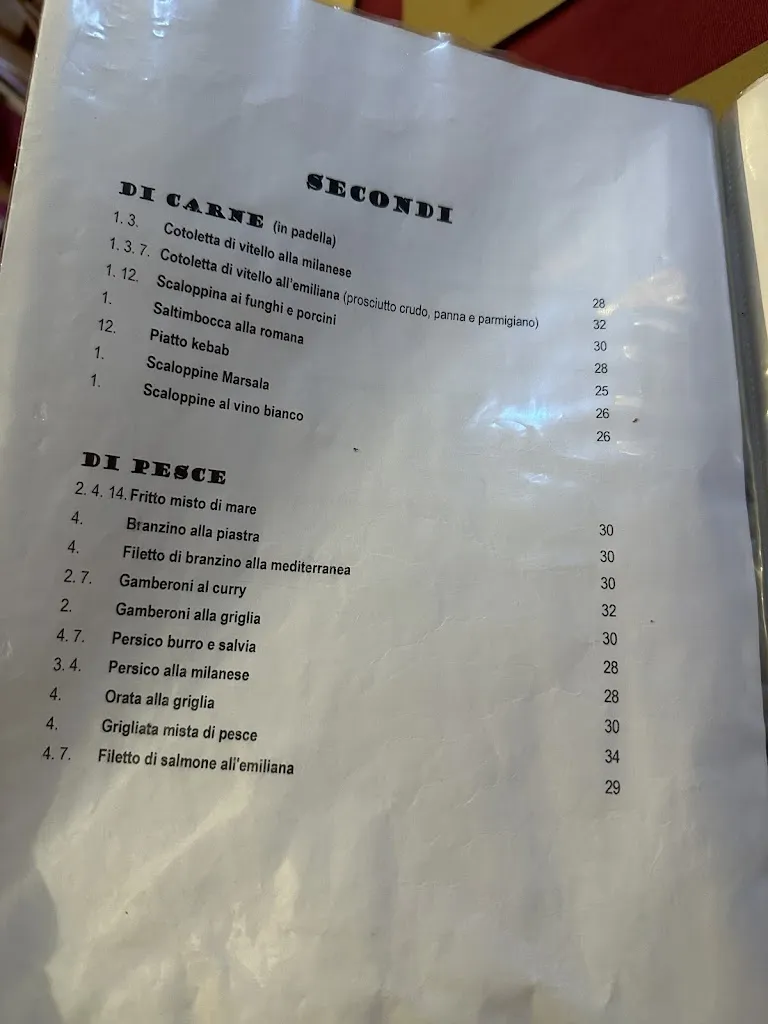 SECONDI
DI CARNE (in padella)
1. 3. Cotoletta di vitello alla milanese 28
1. 3. 7. Cotoletta di vitello all'emiliana (prosciutto crudo, panna e parmigiano) 32
1. 12. Scaloppina ai funghi e porcini 30
1. Saltimbocca alla romana 28
12. Piatto kebab 25
1. Scaloppine Marsala 26
1. Scaloppine al vino bianco 26
DI PESCE
2. 4. 14. Fritto misto di mare 30
4. Branzino alla piastra 30
4. Filetto di branzino alla mediterranea 30
2. 7. Gamberoni al curry 32
2. Gamberoni alla griglia 30
4. 7. Persico burro e salvia 28
3. 4. Persico alla milanese 28
4. Orata alla griglia 30
4. Grigliata mista di pesce 34
4. 7. Filetto di salmone all'emiliana 29